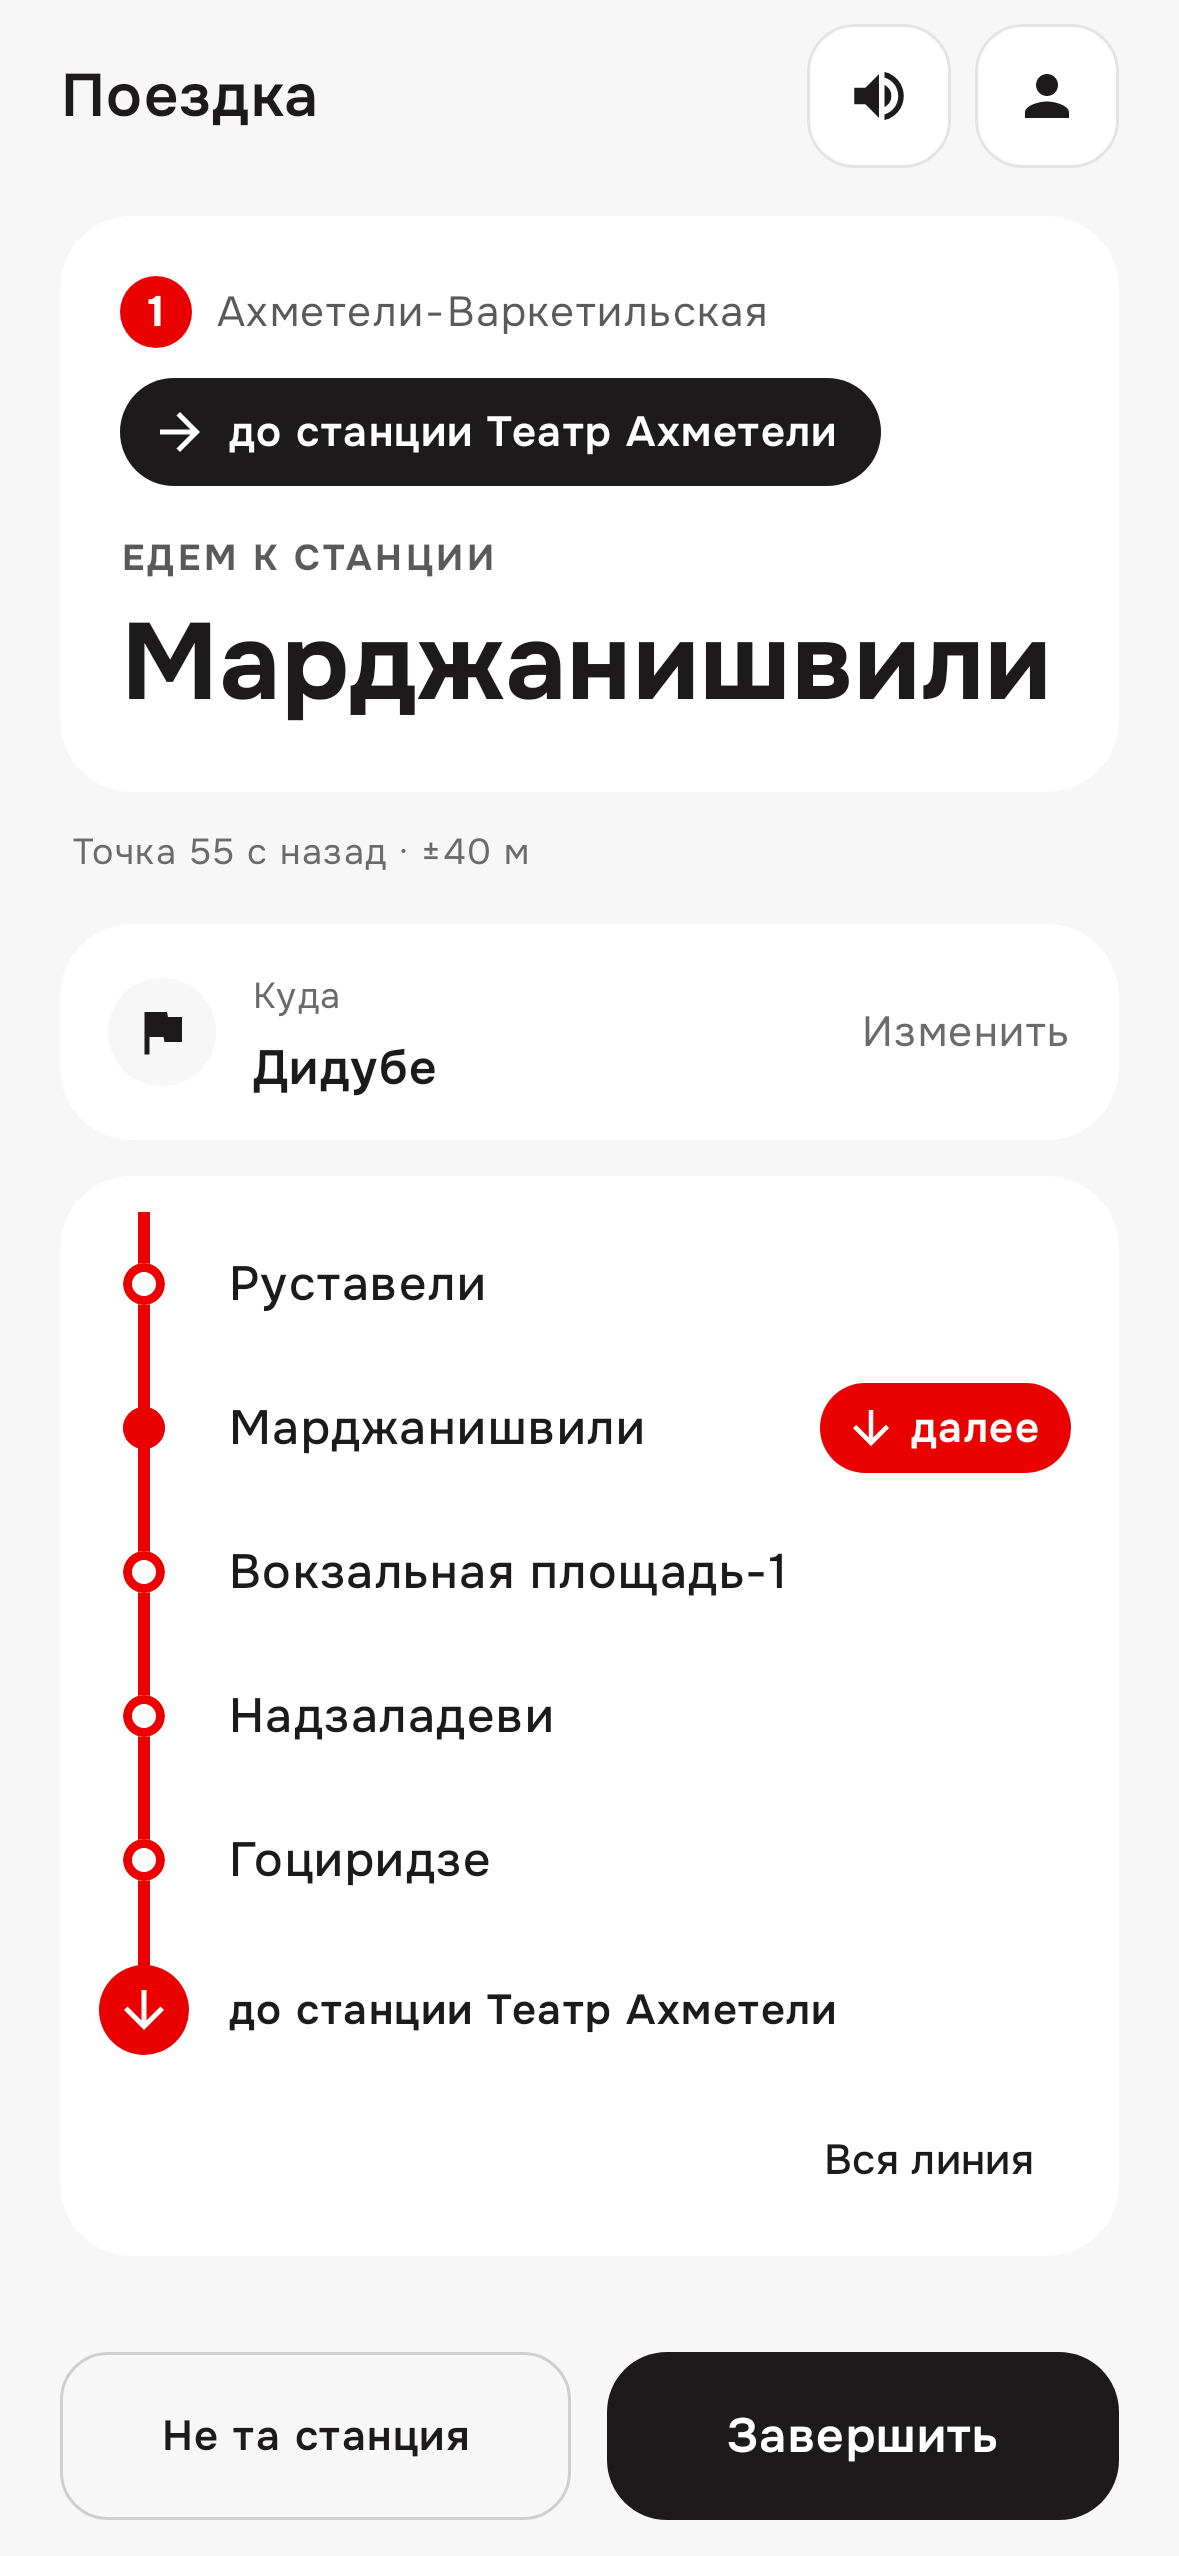 Поездка
1 Ахметели-Варкетильская
→ до станции Театр Ахметели
ЕДЕМ К СТАНЦИИ
Марджанишвили
Точка 55 с назад · ±40 м
Куда
Дидубе
Изменить
Руставели
Марджанишвили ↓ далее
Вокзальная площадь-1
Надзаладеви
Гоциридзе
↓ до станции Театр Ахметели
Вся линия
Не та станция
Завершить